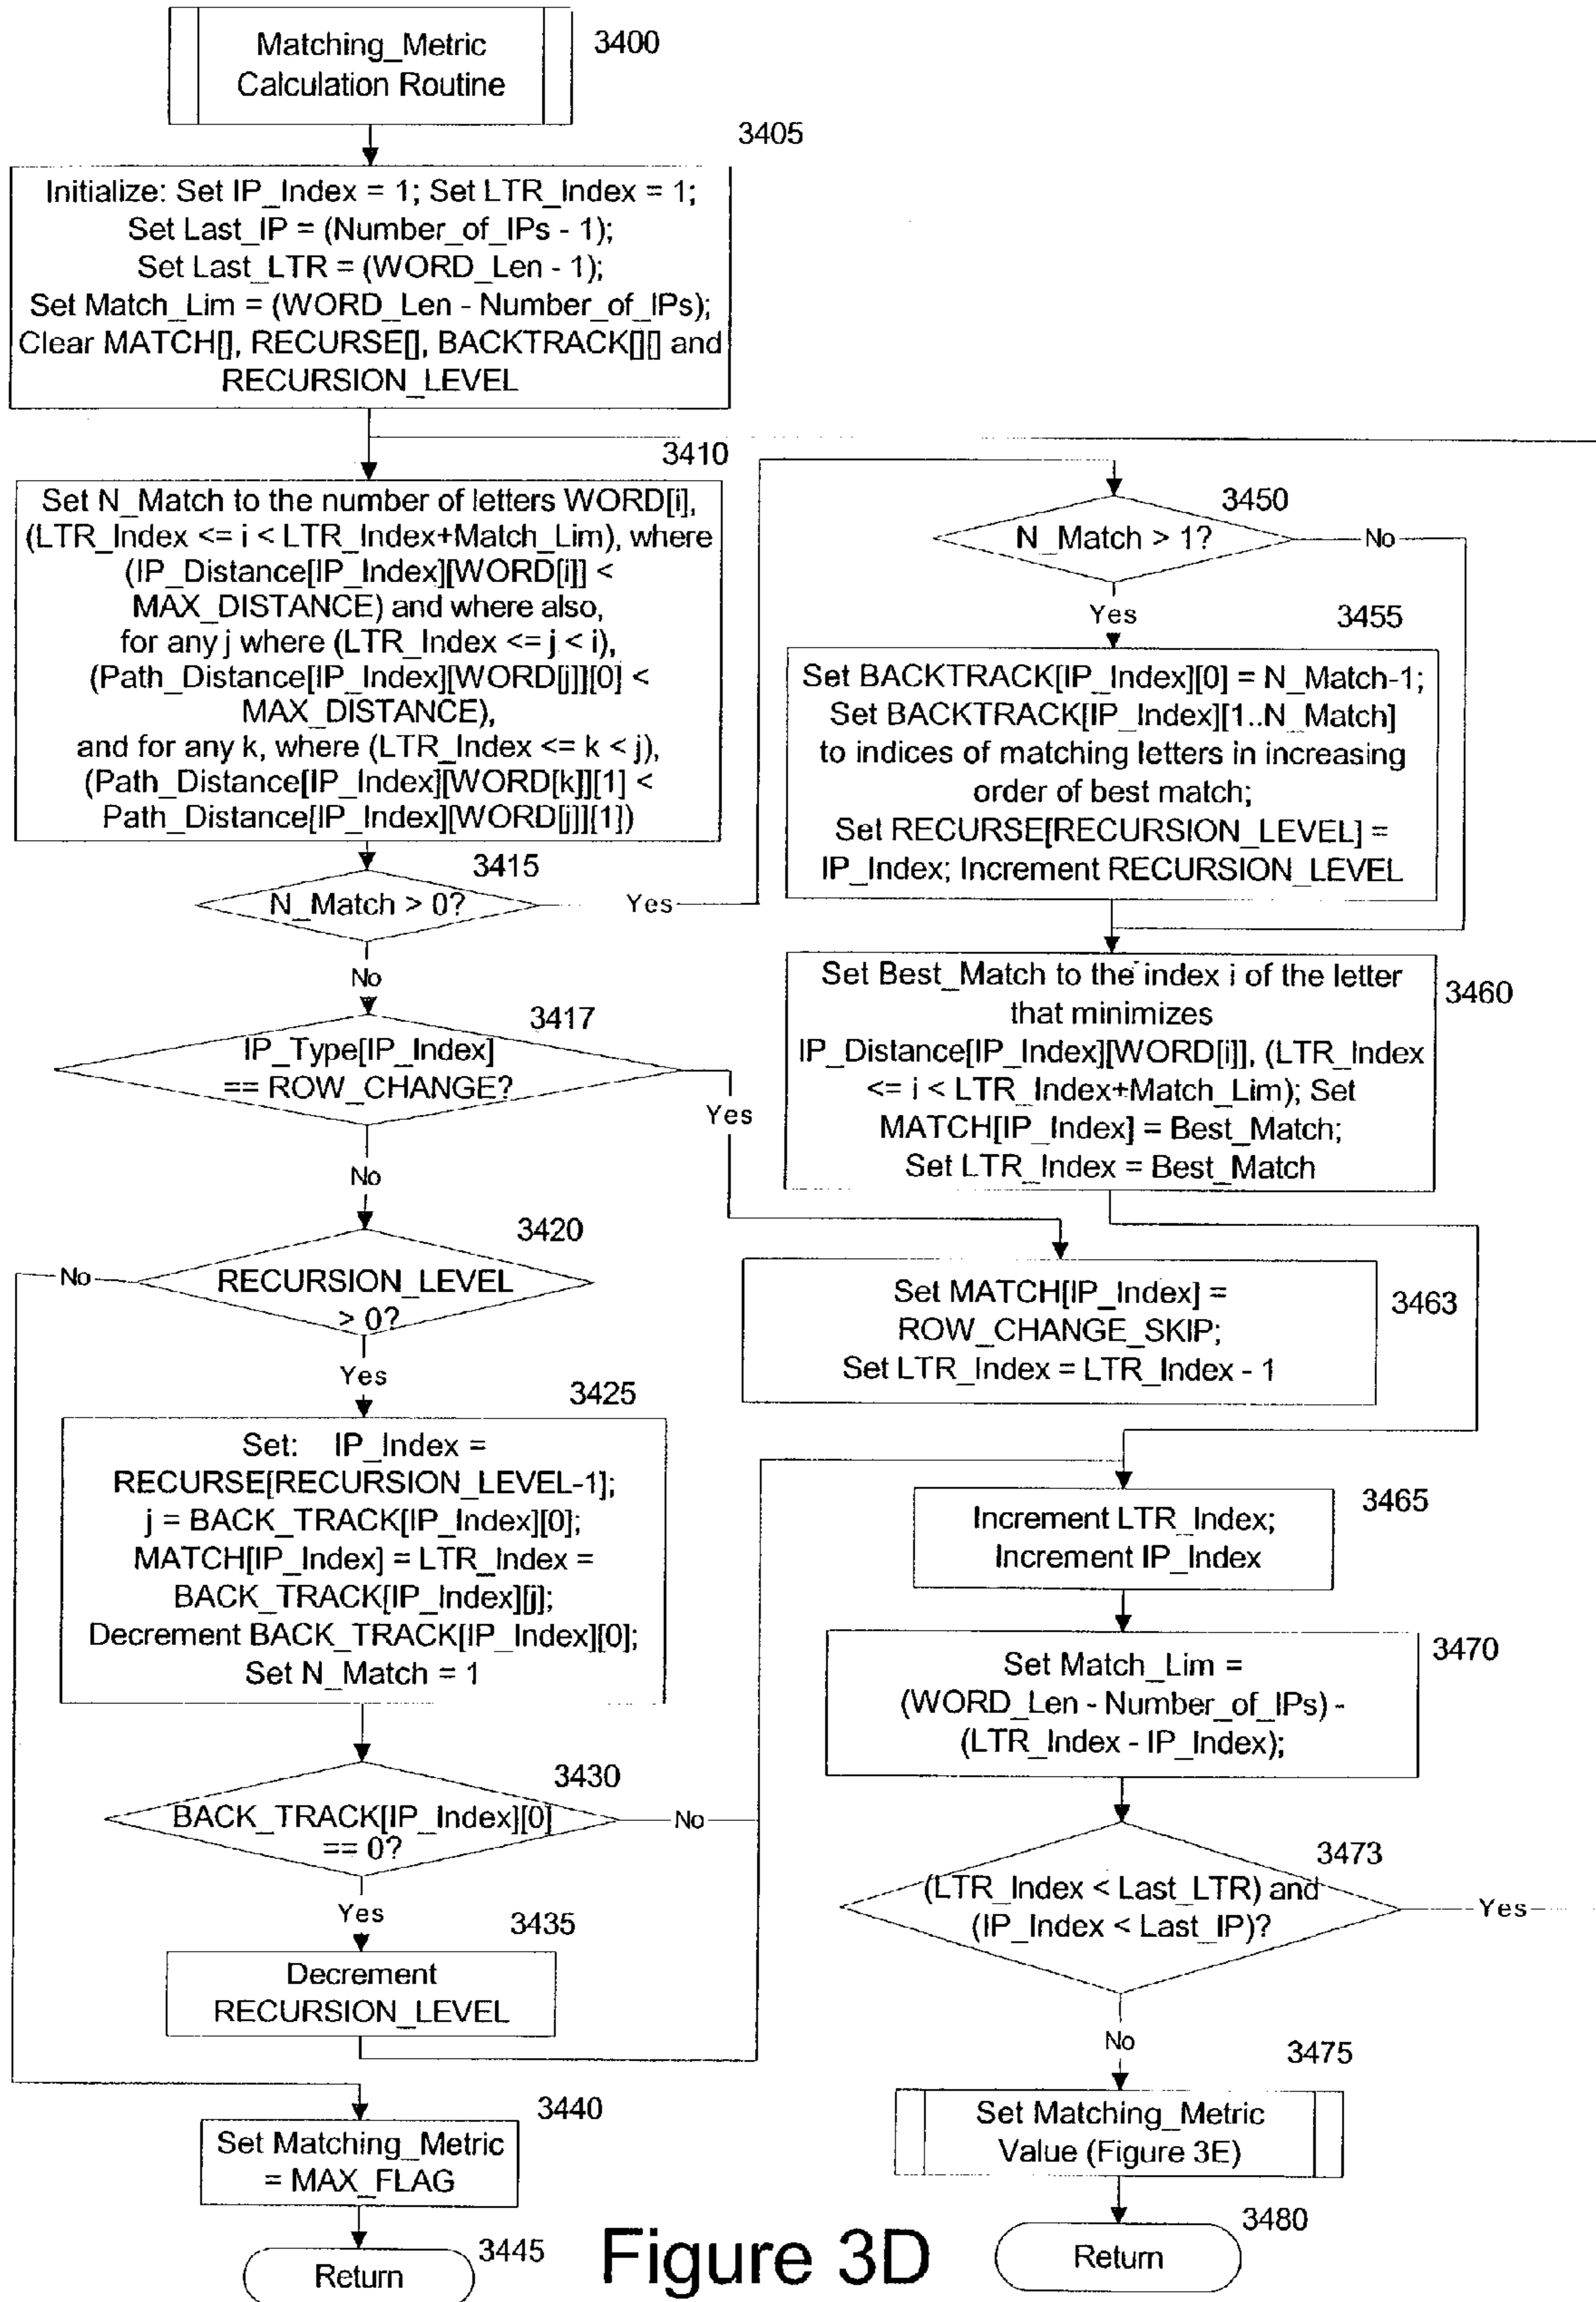 Matching_Metric
Calculation Routine
3400
3405
Initialize: Set IP_Index = 1; Set LTR_Index = 1;
Set Last_IP = (Number_of_IPs - 1);
Set Last_LTR = (WORD_Len - 1);
Set Match_Lim = (WORD_Len - Number_of_IPs);
Clear MATCH[], RECURSE[], BACKTRACK[][] and
RECURSION_LEVEL
3410
Set N_Match to the number of letters WORD[i],
(LTR_Index <= i < LTR_Index+Match_Lim), where
(IP_Distance[IP_Index][WORD[i]] <
MAX_DISTANCE) and where also,
for any j where (LTR_Index <= j < i),
(Path_Distance[IP_Index][WORD[j]][0] <
MAX_DISTANCE),
and for any k, where (LTR_Index <= k < j),
(Path_Distance[IP_Index][WORD[k]][1] <
Path_Distance[IP_Index][WORD[j]][1])
3415
N_Match > 0?
Yes
No
3417
IP_Type[IP_Index]
== ROW_CHANGE?
Yes
No
3420
RECURSION_LEVEL
> 0?
No
Yes
3425
Set: IP_Index =
RECURSE[RECURSION_LEVEL-1];
j = BACK_TRACK[IP_Index][0];
MATCH[IP_Index] = LTR_Index =
BACK_TRACK[IP_Index][j];
Decrement BACK_TRACK[IP_Index][0];
Set N_Match = 1
3430
BACK_TRACK[IP_Index][0]
== 0?
No
Yes
3435
Decrement
RECURSION_LEVEL
3440
Set Matching_Metric
= MAX_FLAG
3445
Return
3450
N_Match > 1?
No
Yes
3455
Set BACKTRACK[IP_Index][0] = N_Match-1;
Set BACKTRACK[IP_Index][1..N_Match]
to indices of matching letters in increasing
order of best match;
Set RECURSE[RECURSION_LEVEL] =
IP_Index; Increment RECURSION_LEVEL
3460
Set Best_Match to the index i of the letter
that minimizes
IP_Distance[IP_Index][WORD[i]], (LTR_Index
<= i < LTR_Index+Match_Lim); Set
MATCH[IP_Index] = Best_Match;
Set LTR_Index = Best_Match
3463
Set MATCH[IP_Index] =
ROW_CHANGE_SKIP;
Set LTR_Index = LTR_Index - 1
3465
Increment LTR_Index;
Increment IP_Index
3470
Set Match_Lim =
(WORD_Len - Number_of_IPs) -
(LTR_Index - IP_Index);
3473
(LTR_Index < Last_LTR) and
(IP_Index < Last_IP)?
Yes
No
3475
Set Matching_Metric
Value (Figure 3E)
3480
Return
Figure 3D